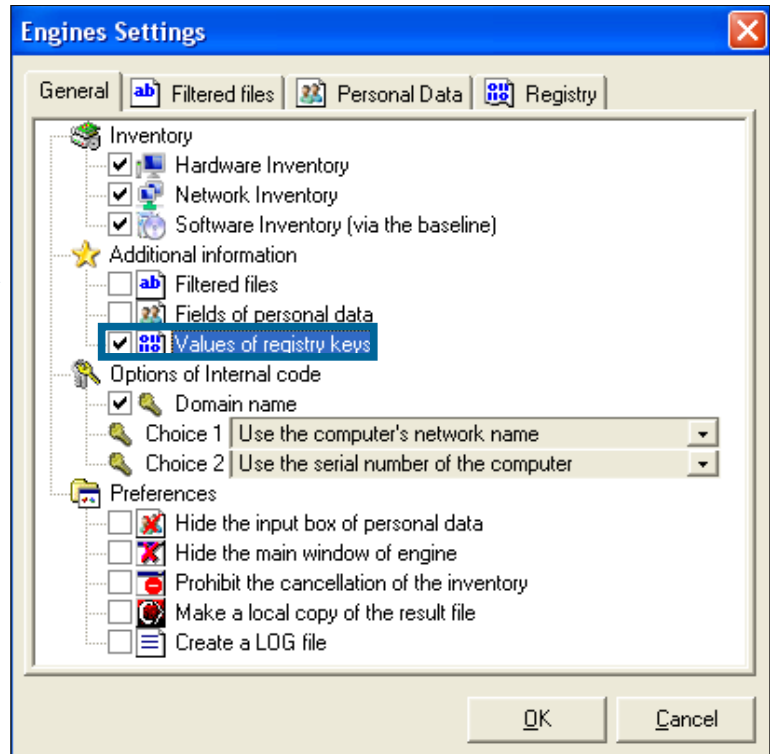 Engines Settings
General ab Filtered files Personal Data Registry
Inventory
Hardware Inventory
Network Inventory
Software Inventory (via the baseline)
Additional information
ab Filtered files
Fields of personal data
Values of registry keys
Options of Internal code
Domain name
Choice 1 Use the computer's network name
Choice 2 Use the serial number of the computer
Preferences
Hide the input box of personal data
Hide the main window of engine
Prohibit the cancellation of the inventory
Make a local copy of the result file
Create a LOG file
OK Cancel